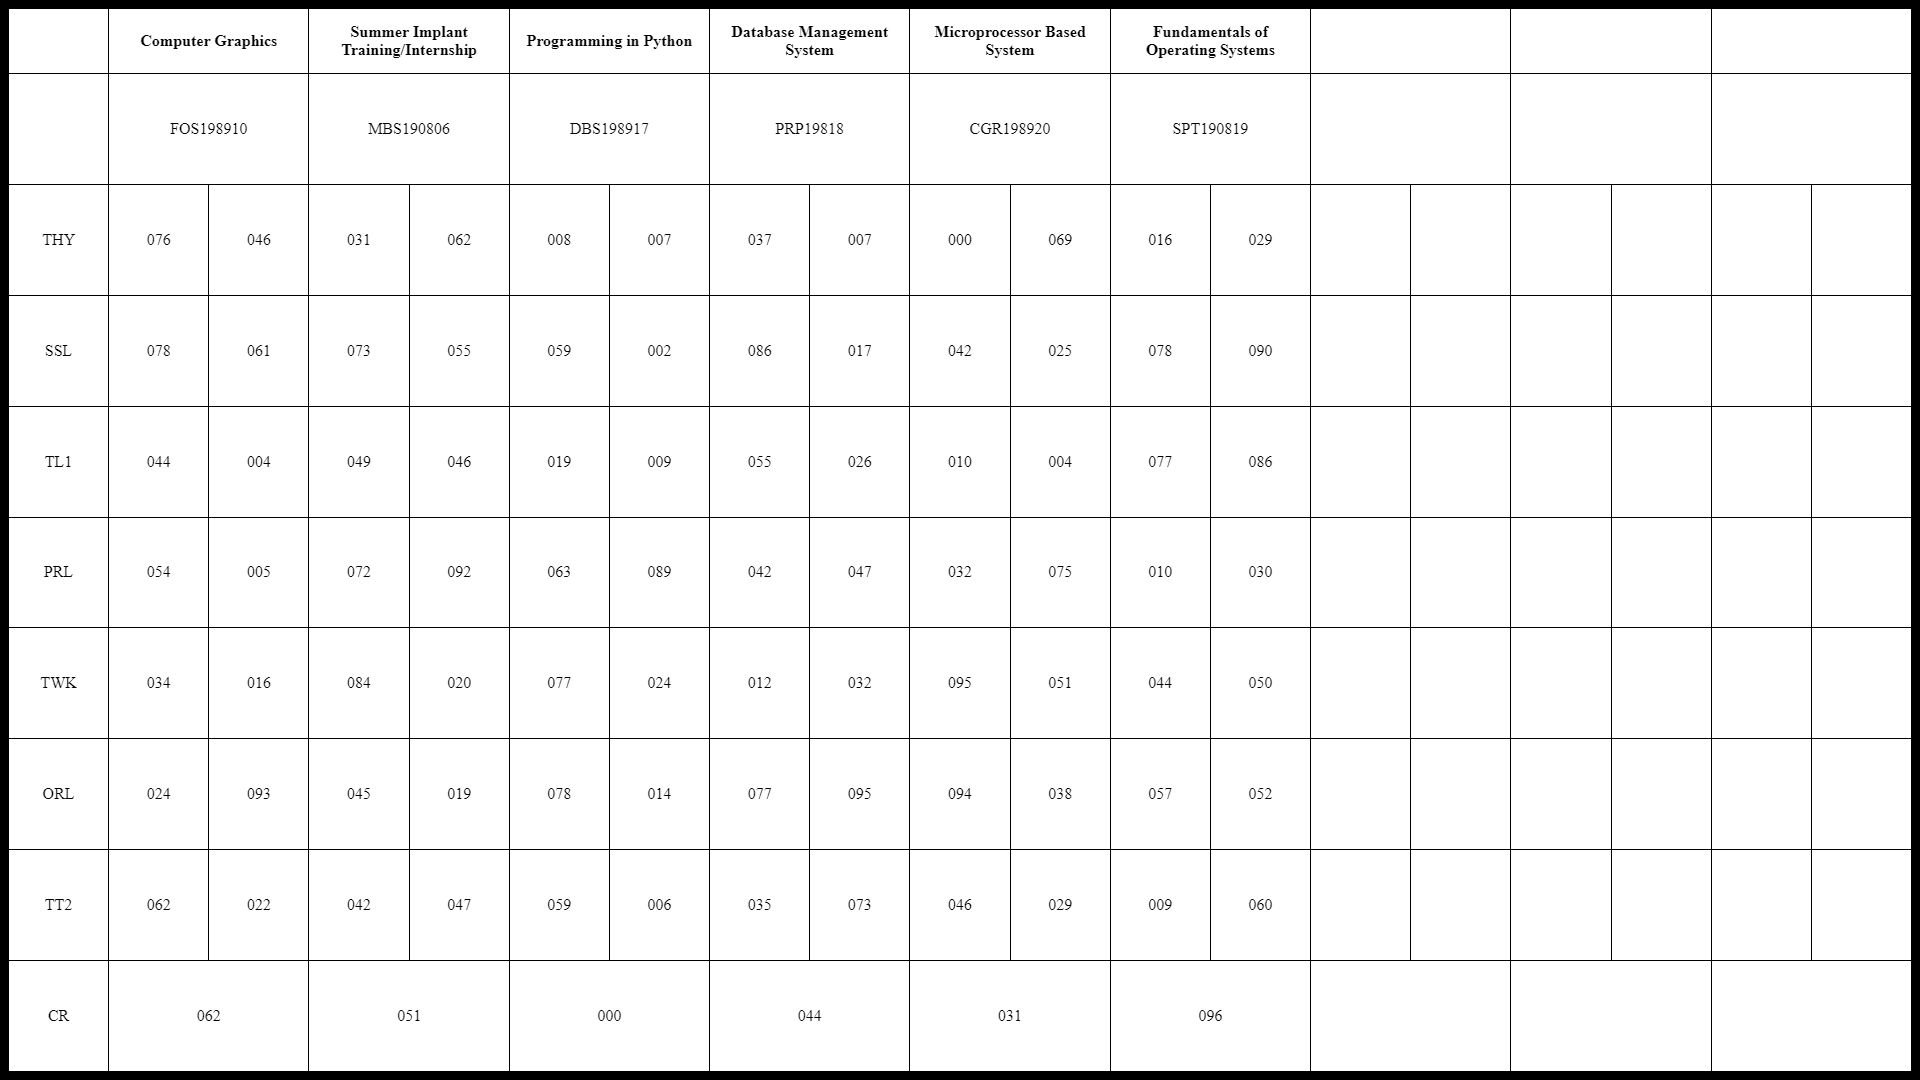 Computer Graphics
Summer Implant
Training/Internship
Programming in Python
Database Management
System
Microprocessor Based
System
Fundamentals of
Operating Systems
FOS198910 MBS190806 DBS198917 PRP19818 CGR198920 SPT190819
THY 076 046 031 062 008 007 037 007 000 069 016 029
SSL 078 061 073 055 059 002 086 017 042 025 078 090
TL1 044 004 049 046 019 009 055 026 010 004 077 086
PRL 054 005 072 092 063 089 042 047 032 075 010 030
TWK 034 016 084 020 077 024 012 032 095 051 044 050
ORL 024 093 045 019 078 014 077 095 094 038 057 052
TT2 062 022 042 047 059 006 035 073 046 029 009 060
CR 062 051 000 044 031 096